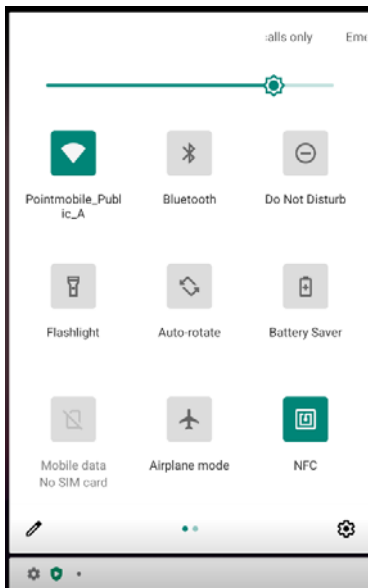 alls only Eme
Pointmobile_Publ
ic_A
Bluetooth
Do Not Disturb
Flashlight
Auto-rotate
Battery Saver
Mobile data
No SIM card
Airplane mode
NFC